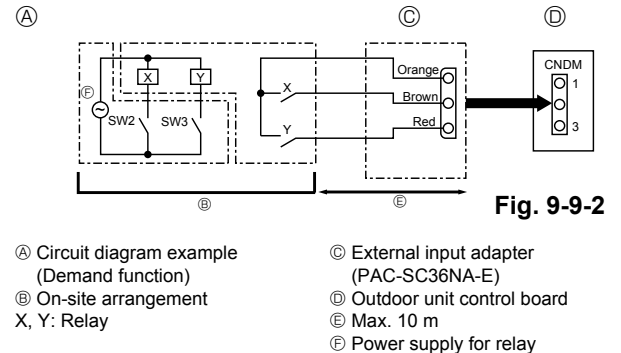 Ⓐ Ⓒ Ⓓ
CNDM
Orange
X Y
Ⓕ
1
X
Brown
SW2 SW3
Y
Red
3
Ⓑ Ⓔ
Fig. 9-9-2
Ⓐ Circuit diagram example
(Demand function)
Ⓑ On-site arrangement
X, Y: Relay
Ⓒ External input adapter
(PAC-SC36NA-E)
Ⓓ Outdoor unit control board
Ⓔ Max. 10 m
Ⓕ Power supply for relay